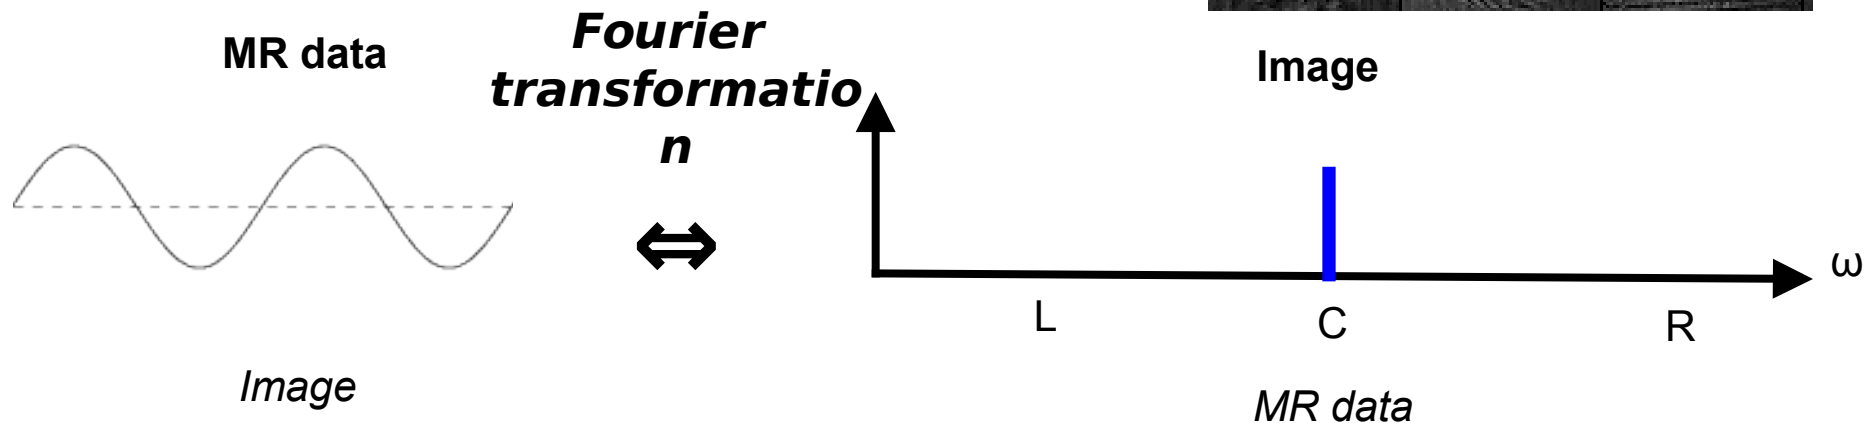 MR data
Fourier
transformatio
n
Image
⇔
ω
L
C
R
Image
MR data